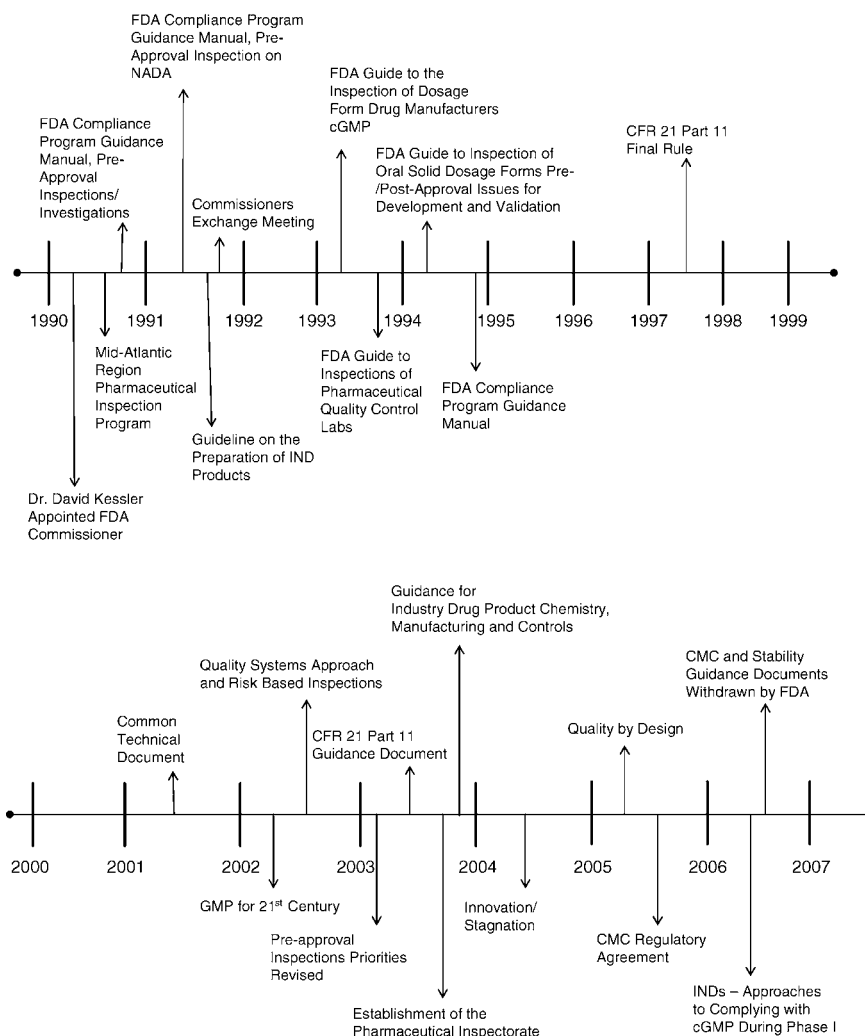 FDA Compliance Program
Guidance Manual, Pre-
Approval Inspection on
NADA
FDA Guide to the
Inspection of Dosage
Form Drug Manufacturers
cGMP
FDA Compliance
Program Guidance
Manual, Pre-
Approval
Inspections/
Investigations
CFR 21 Part 11
Final Rule
FDA Guide to Inspection of
Oral Solid Dosage Forms Pre-
/Post-Approval Issues for
Development and Validation
Commissioners
Exchange Meeting
1990 1991 1992 1993 1994 1995 1996 1997 1998 1999
Mid-Atlantic
Region
Pharmaceutical
Inspection
Program
FDA Guide to
Inspections of
Pharmaceutical
Quality Control
Labs
FDA Compliance
Program Guidance
Manual
Guideline on the
Preparation of IND
Products
Dr. David Kessler
Appointed FDA
Commissioner
Guidance for
Industry Drug Product Chemistry,
Manufacturing and Controls
Quality Systems Approach
and Risk Based Inspections
CMC and Stability
Guidance Documents
Withdrawn by FDA
Common
Technical
Document
CFR 21 Part 11
Guidance Document
Quality by Design
2000 2001 2002 2003 2004 2005 2006 2007
GMP for 21st Century
Innovation/
Stagnation
Pre-approval
Inspections Priorities
Revised
CMC Regulatory
Agreement
INDs – Approaches
to Complying with
cGMP During Phase I
Establishment of the
Pharmaceutical Inspectorate